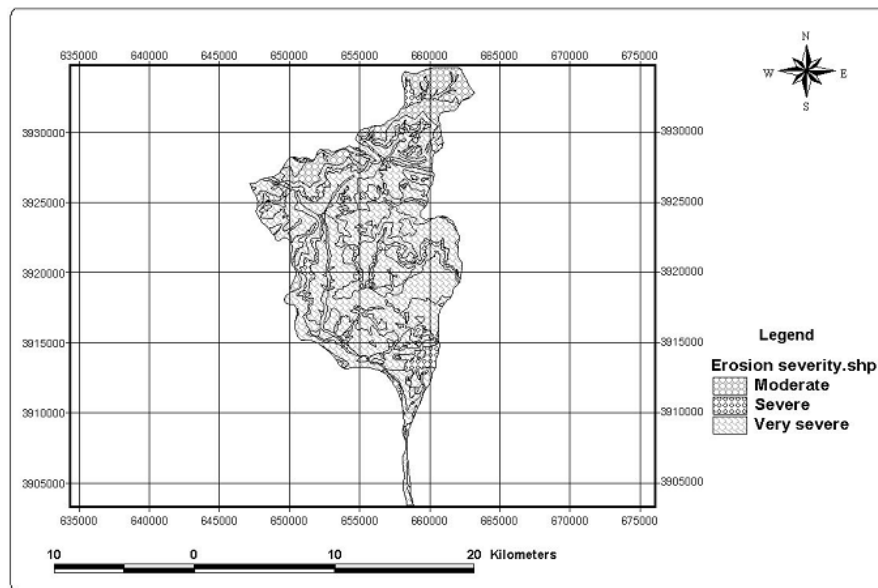 N
W E
S
635000 640000 645000 650000 655000 660000 665000 670000 675000
3930000 3930000
3925000 3925000
3920000 3920000
3915000 3915000
3910000 3910000
3905000 3905000
635000 640000 645000 650000 655000 660000 665000 670000 675000
Legend
Erosion severity.shp
Moderate
Severe
Very severe
10 0 10 20 Kilometers